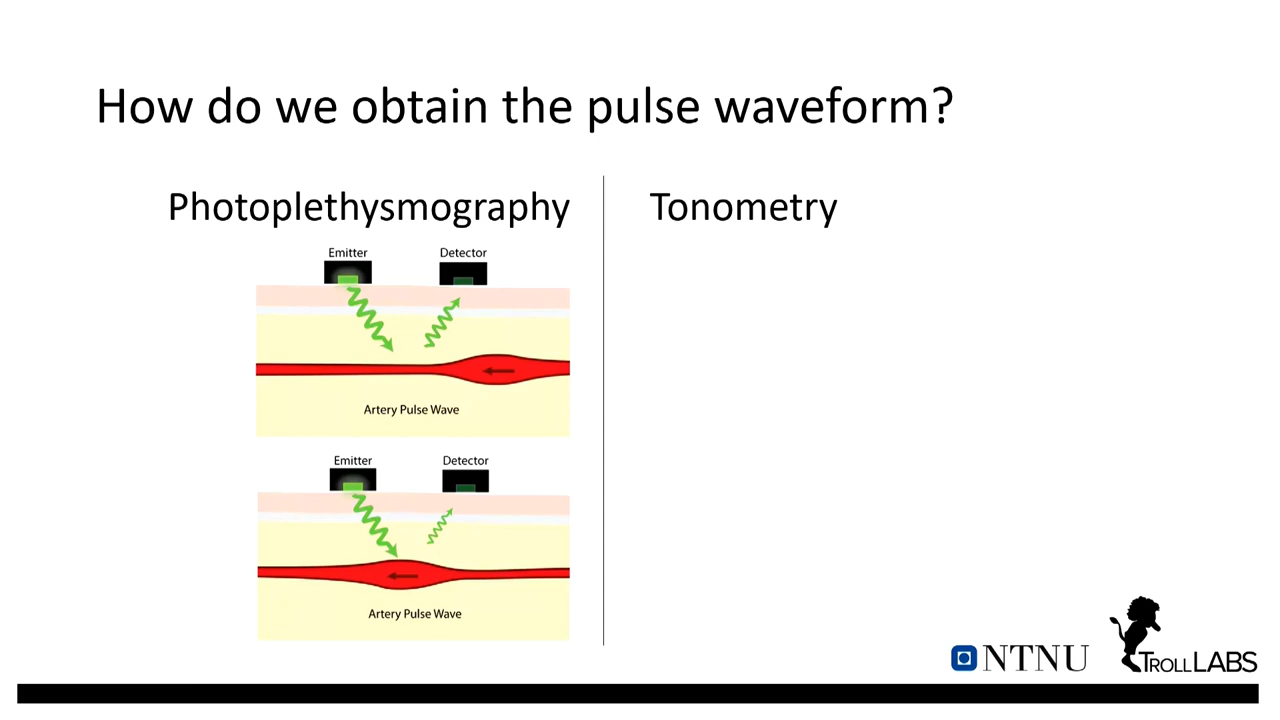 How do we obtain the pulse waveform?
Photoplethysmography
Emitter Detector
Artery Pulse Wave
Emitter Detector
Artery Pulse Wave
Tonometry
NTNU
TROLLLABS